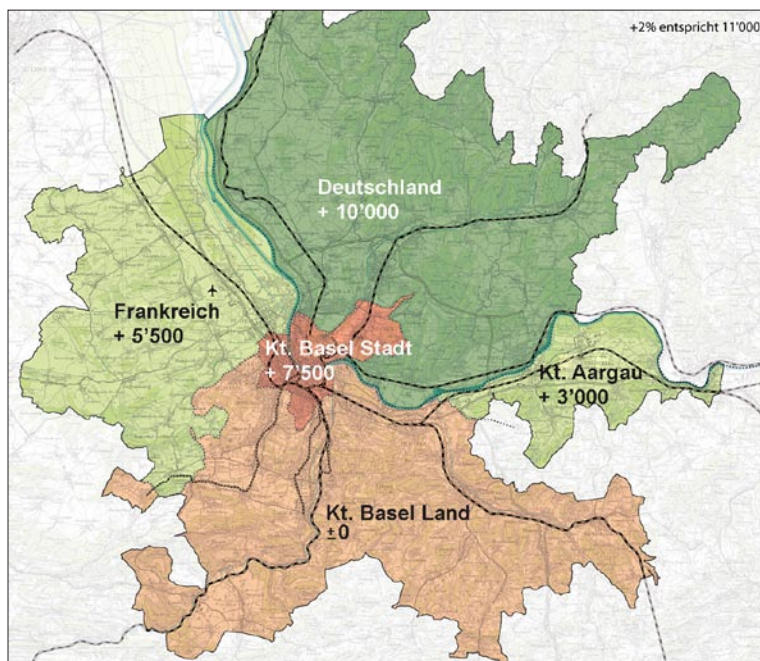 +2% entspricht 11'000
Deutschland
+ 10'000
Frankreich
+ 5'500
Kt. Basel Stadt
+ 7'500
Kt. Aargau
+ 3'000
Kt. Basel Land
±0